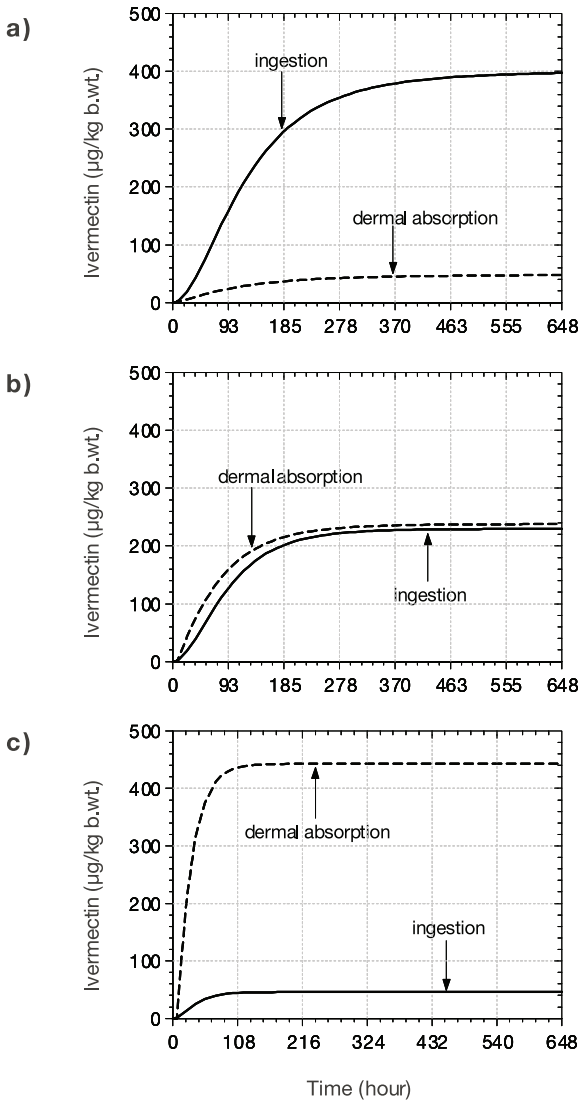 a)
500
400
300
200
100
0
Ivermectin (µg/kg b.wt.)
ingestion
dermal absorption
0 93 185 278 370 463 555 648
b)
500
400
300
200
100
0
Ivermectin (µg/kg b.wt.)
dermal absorption
ingestion
0 93 185 278 370 463 555 648
c)
500
400
300
200
100
0
Ivermectin (µg/kg b.wt.)
dermal absorption
ingestion
0 108 216 324 432 540 648
Time (hour)